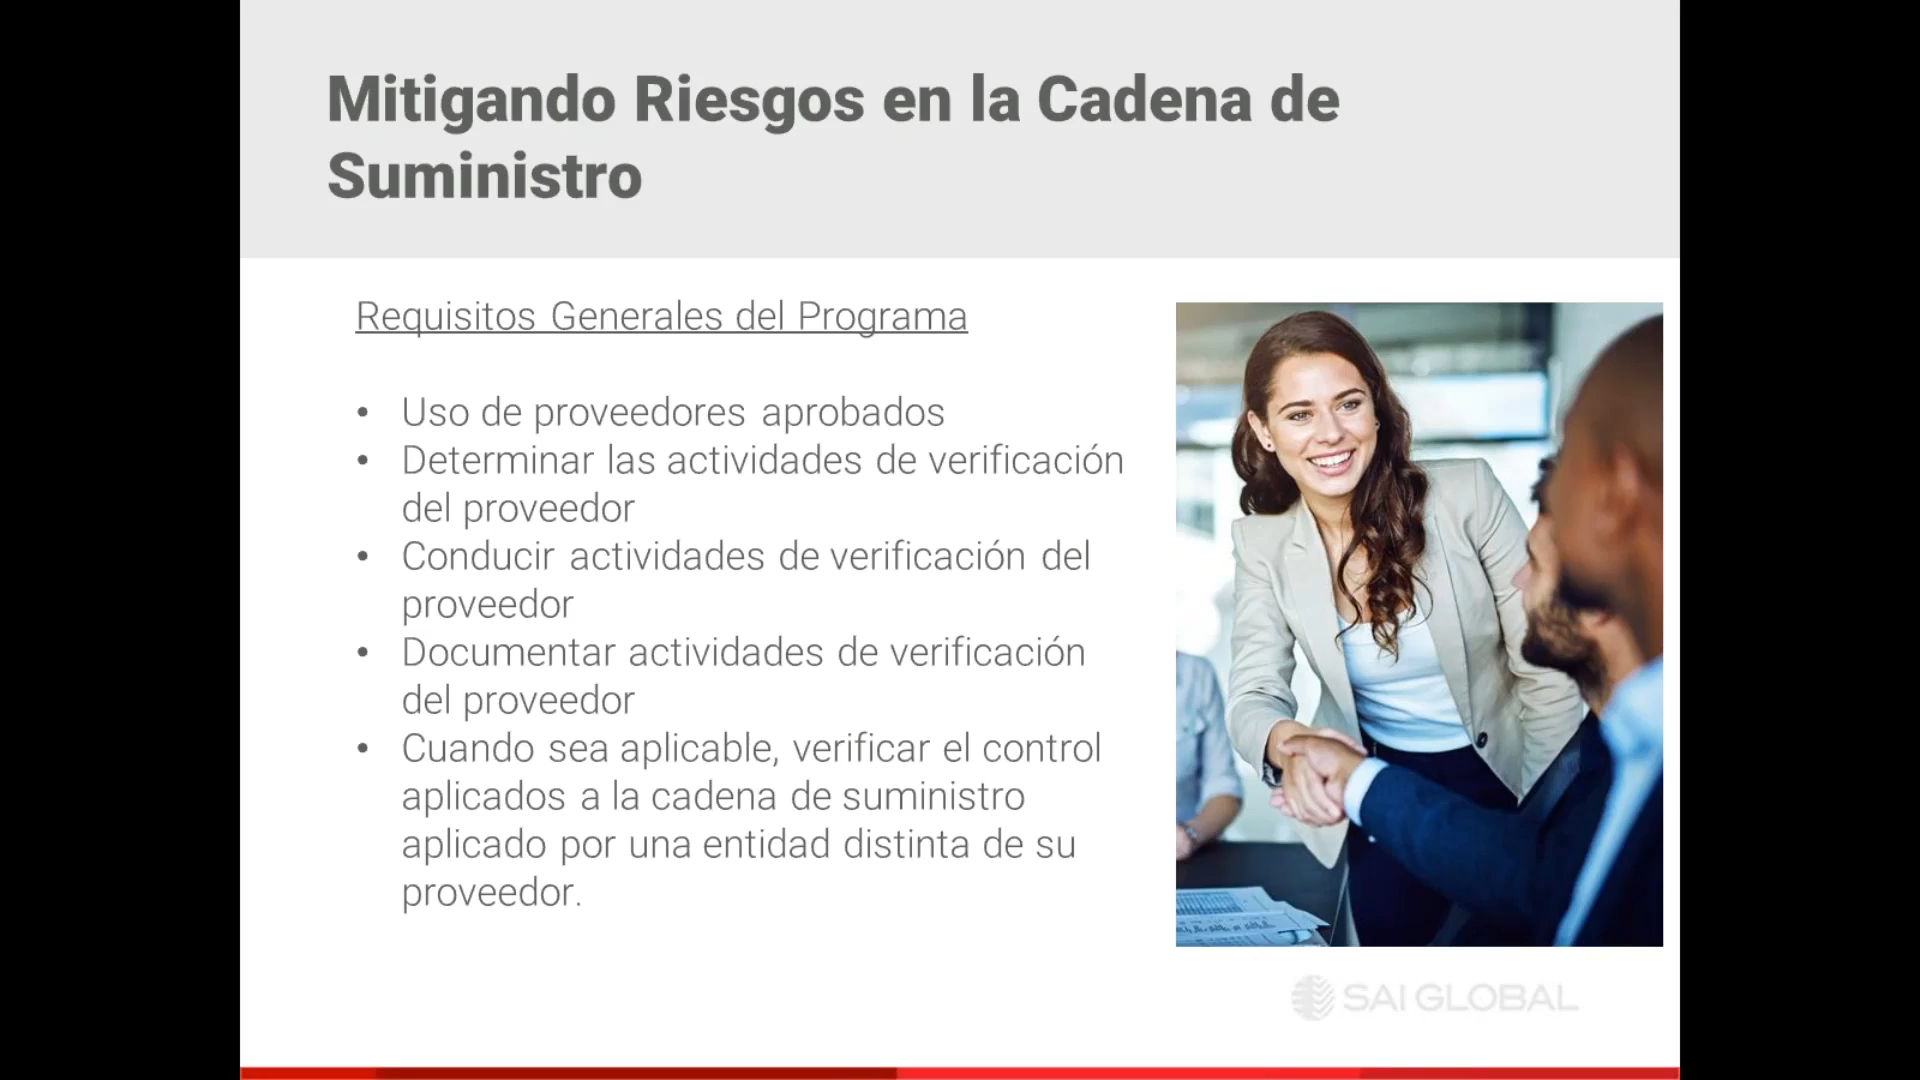 Mitigando Riesgos en la Cadena de
Suministro
Requisitos Generales del Programa
• Uso de proveedores aprobados
• Determinar las actividades de verificación
del proveedor
• Conducir actividades de verificación del
proveedor
• Documentar actividades de verificación
del proveedor
• Cuando sea aplicable, verificar el control
aplicados a la cadena de suministro
aplicado por una entidad distinta de su
proveedor.
SAI GLOBAL